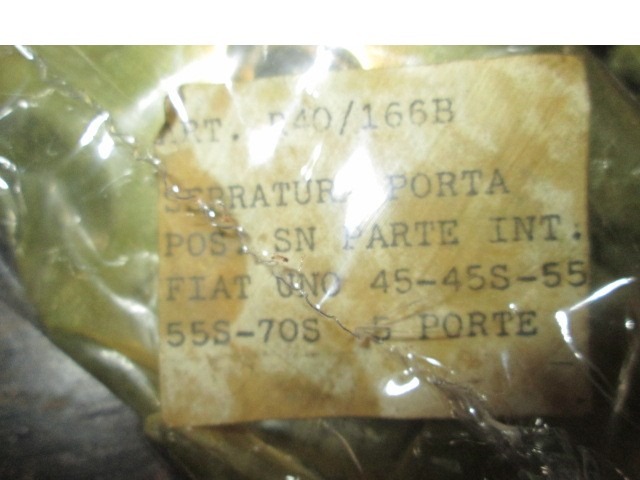 ART. R40/166B
SERRATURA PORTA
POST SN PARTE INT.
FIAT UNO 45-45S-55
55S-70S 5 PORTE